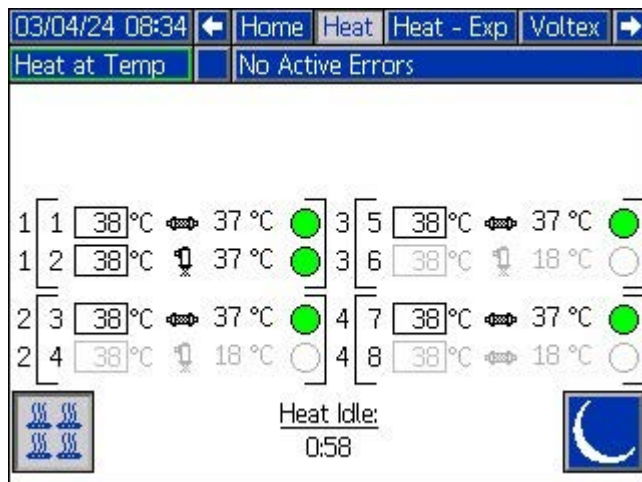 03/04/24 08:34 Home Heat Heat - Exp Voltex
Heat at Temp No Active Errors
1 1 38 °C 37 °C 3 5 38 °C 37 °C
1 2 38 °C 37 °C 3 6 38 °C 18 °C
2 3 38 °C 37 °C 4 7 38 °C 37 °C
2 4 38 °C 18 °C 4 8 38 °C 18 °C
Heat Idle:
0:58